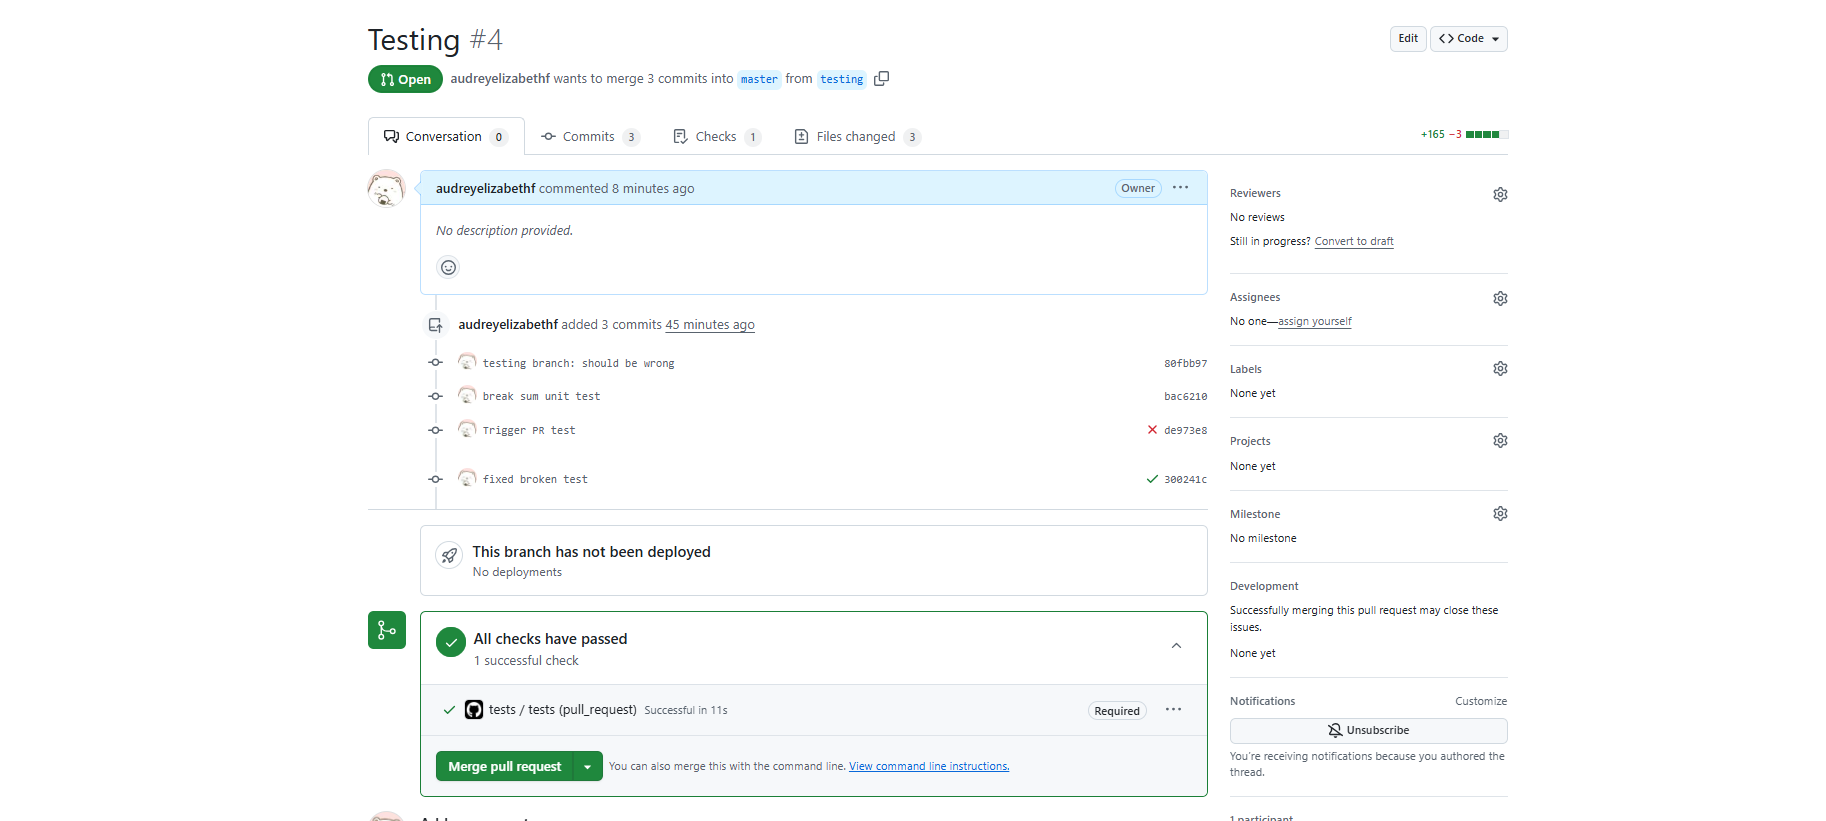 Testing #4
Edit
Code
Open
audreyelizabethf wants to merge 3 commits into master from testing
Conversation 0
Commits 3
Checks 1
Files changed 3
+165 −3
audreyelizabethf commented 8 minutes ago
Owner
No description provided.
audreyelizabethf added 3 commits 45 minutes ago
testing branch: should be wrong 80fbb97
break sum unit test bac6210
Trigger PR test de973e8
fixed broken test 300241c
This branch has not been deployed
No deployments
All checks have passed
1 successful check
tests / tests (pull_request) Successful in 11s
Required
Merge pull request
You can also merge this with the command line. View command line instructions.
Reviewers
No reviews
Still in progress? Convert to draft
Assignees
No one—assign yourself
Labels
None yet
Projects
None yet
Milestone
No milestone
Development
Successfully merging this pull request may close these
issues.
None yet
Notifications
Customize
Unsubscribe
You're receiving notifications because you authored the
thread.
1 participant